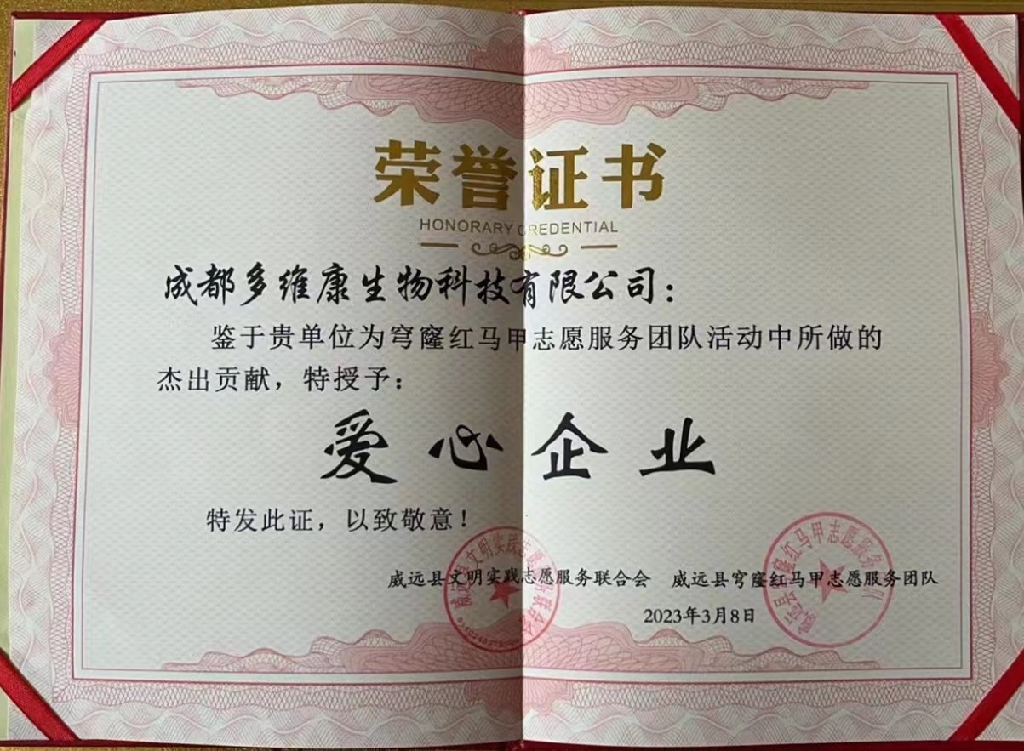 荣誉证书
HONORARY CREDENTIAL
成都多维康生物科技有限公司：
鉴于贵单位为穹窿红马甲志愿服务团队活动中所做的
杰出贡献，特授予：
爱心企业
特发此证，以致敬意！
威远县文明实践志愿服务联合会 威远县穹窿红马甲志愿服务团队
2023年3月8日